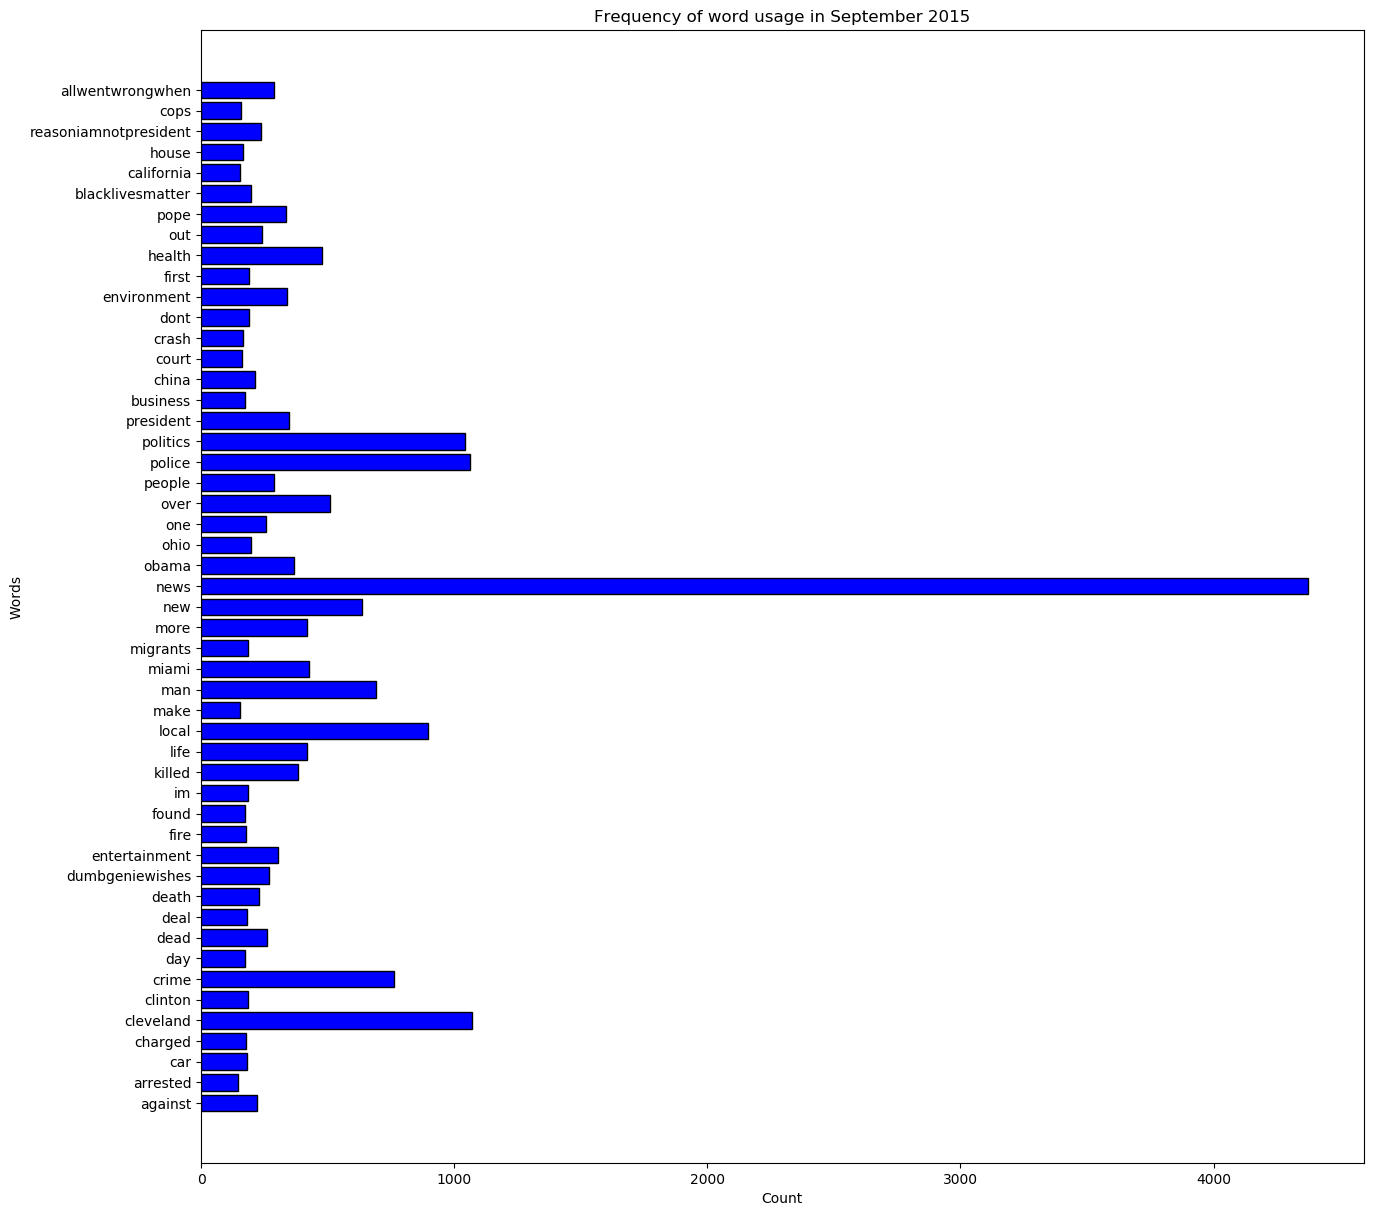 Frequency of word usage in September 2015
allwentwrongwhen
cops
reasoniamnotpresident
house
california
blacklivesmatter
pope
out
health
first
environment
dont
crash
court
china
business
president
politics
police
people
over
one
ohio
obama
news
new
more
migrants
miami
man
make
local
life
killed
im
found
fire
entertainment
dumbgeniewishes
death
deal
dead
day
crime
clinton
cleveland
charged
car
arrested
against
Words
0 1000 2000 3000 4000
Count